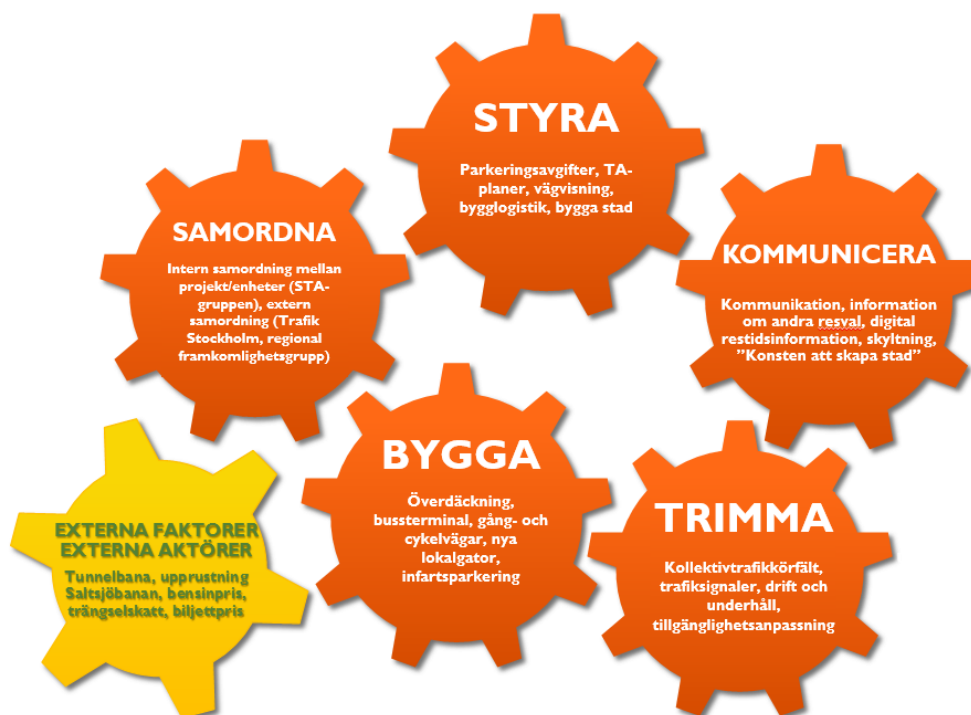 STYRA
Parkeringsavgifter, TA-
planer, vägvisning,
bygglogistik, bygga stad
SAMORDNA
Intern samordning mellan
projekt/enheter (STA-
gruppen), extern
samordning (Trafik
Stockholm, regional
framkomlighetsgrupp)
KOMMUNICERA
Kommunikation, information
om andra resval, digital
restidsinformation, skyltning,
”Konsten att skapa stad”
EXTERNA FAKTORER
EXTERNA AKTÖRER
Tunnelbana, upprustning
Saltsjöbanan, bensinpris,
trängselskatt, biljettpris
BYGGA
Överdäckning,
bussterminal, gång- och
cykelvägar, nya
lokalgator,
infartsparkering
TRIMMA
Kollektivtrafikkörfält,
trafiksignaler, drift och
underhåll,
tillgänglighetsanpassning